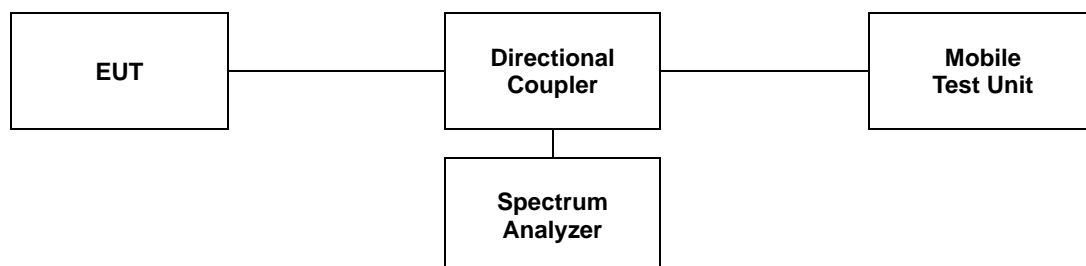 EUT
Directional
Coupler
Mobile
Test Unit
Spectrum
Analyzer